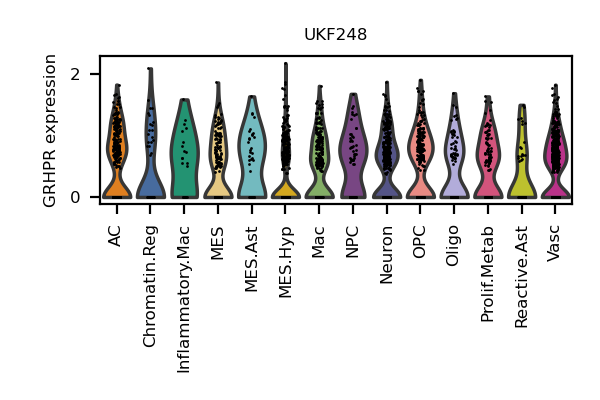 UKF248
GRHPR expression
2
0
AC
Chromatin.Reg
Inflammatory.Mac
MES
MES.Ast
MES.Hyp
Mac
NPC
Neuron
OPC
Oligo
Prolif.Metab
Reactive.Ast
Vasc